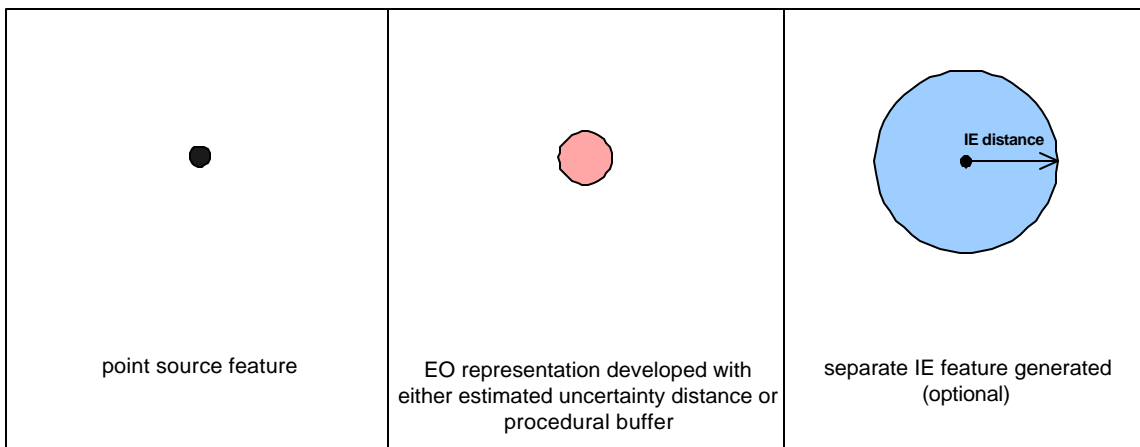 IE distance
point source feature
EO representation developed with
either estimated uncertainty distance or
procedural buffer
separate IE feature generated
(optional)